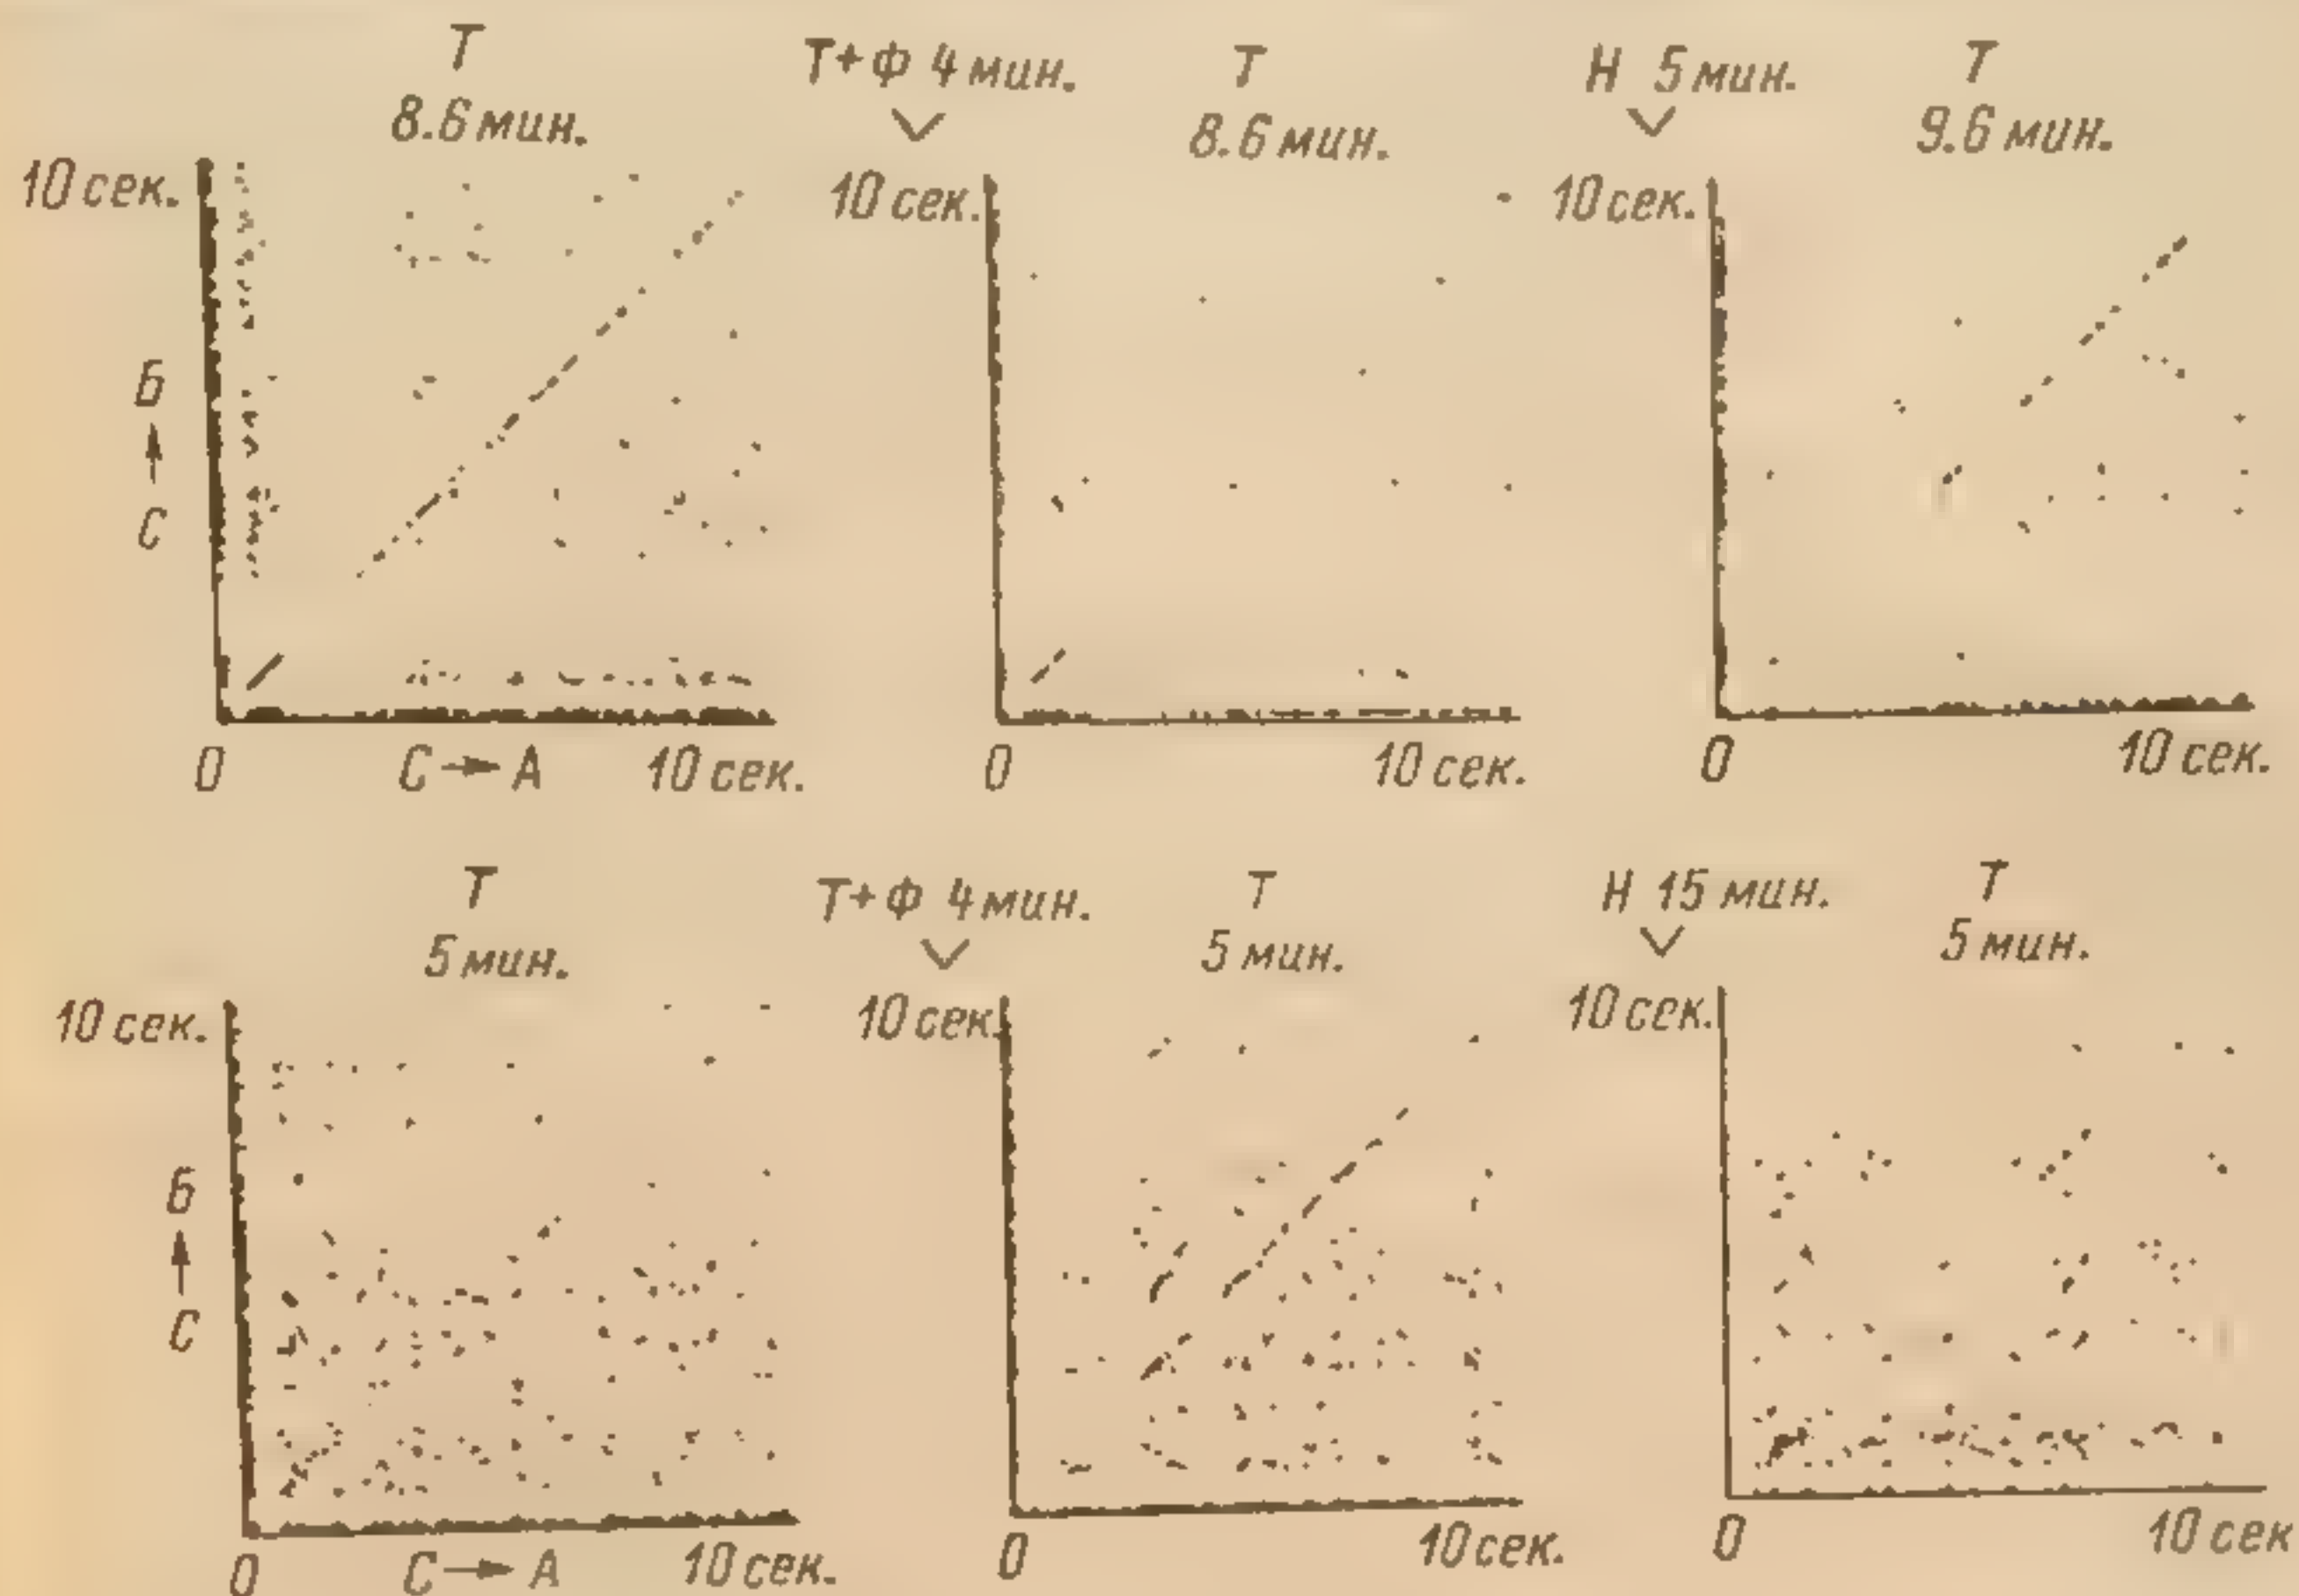 T
8.6 мин.
T+Ф 4 мин.
T
8.6 мин.
Н 5 мин.
T
9.6 мин.
10 сек.
10 сек.
10 сек.
Б
С
0
С → А
10 сек.
0
10 сек.
0
10 сек.
T
5 мин.
T+Ф 4 мин.
T
5 мин.
Н 15 мин.
T
5 мин.
10 сек.
10 сек.
10 сек.
Б
С
0
С → А
10 сек.
0
10 сек.
0
10 сек